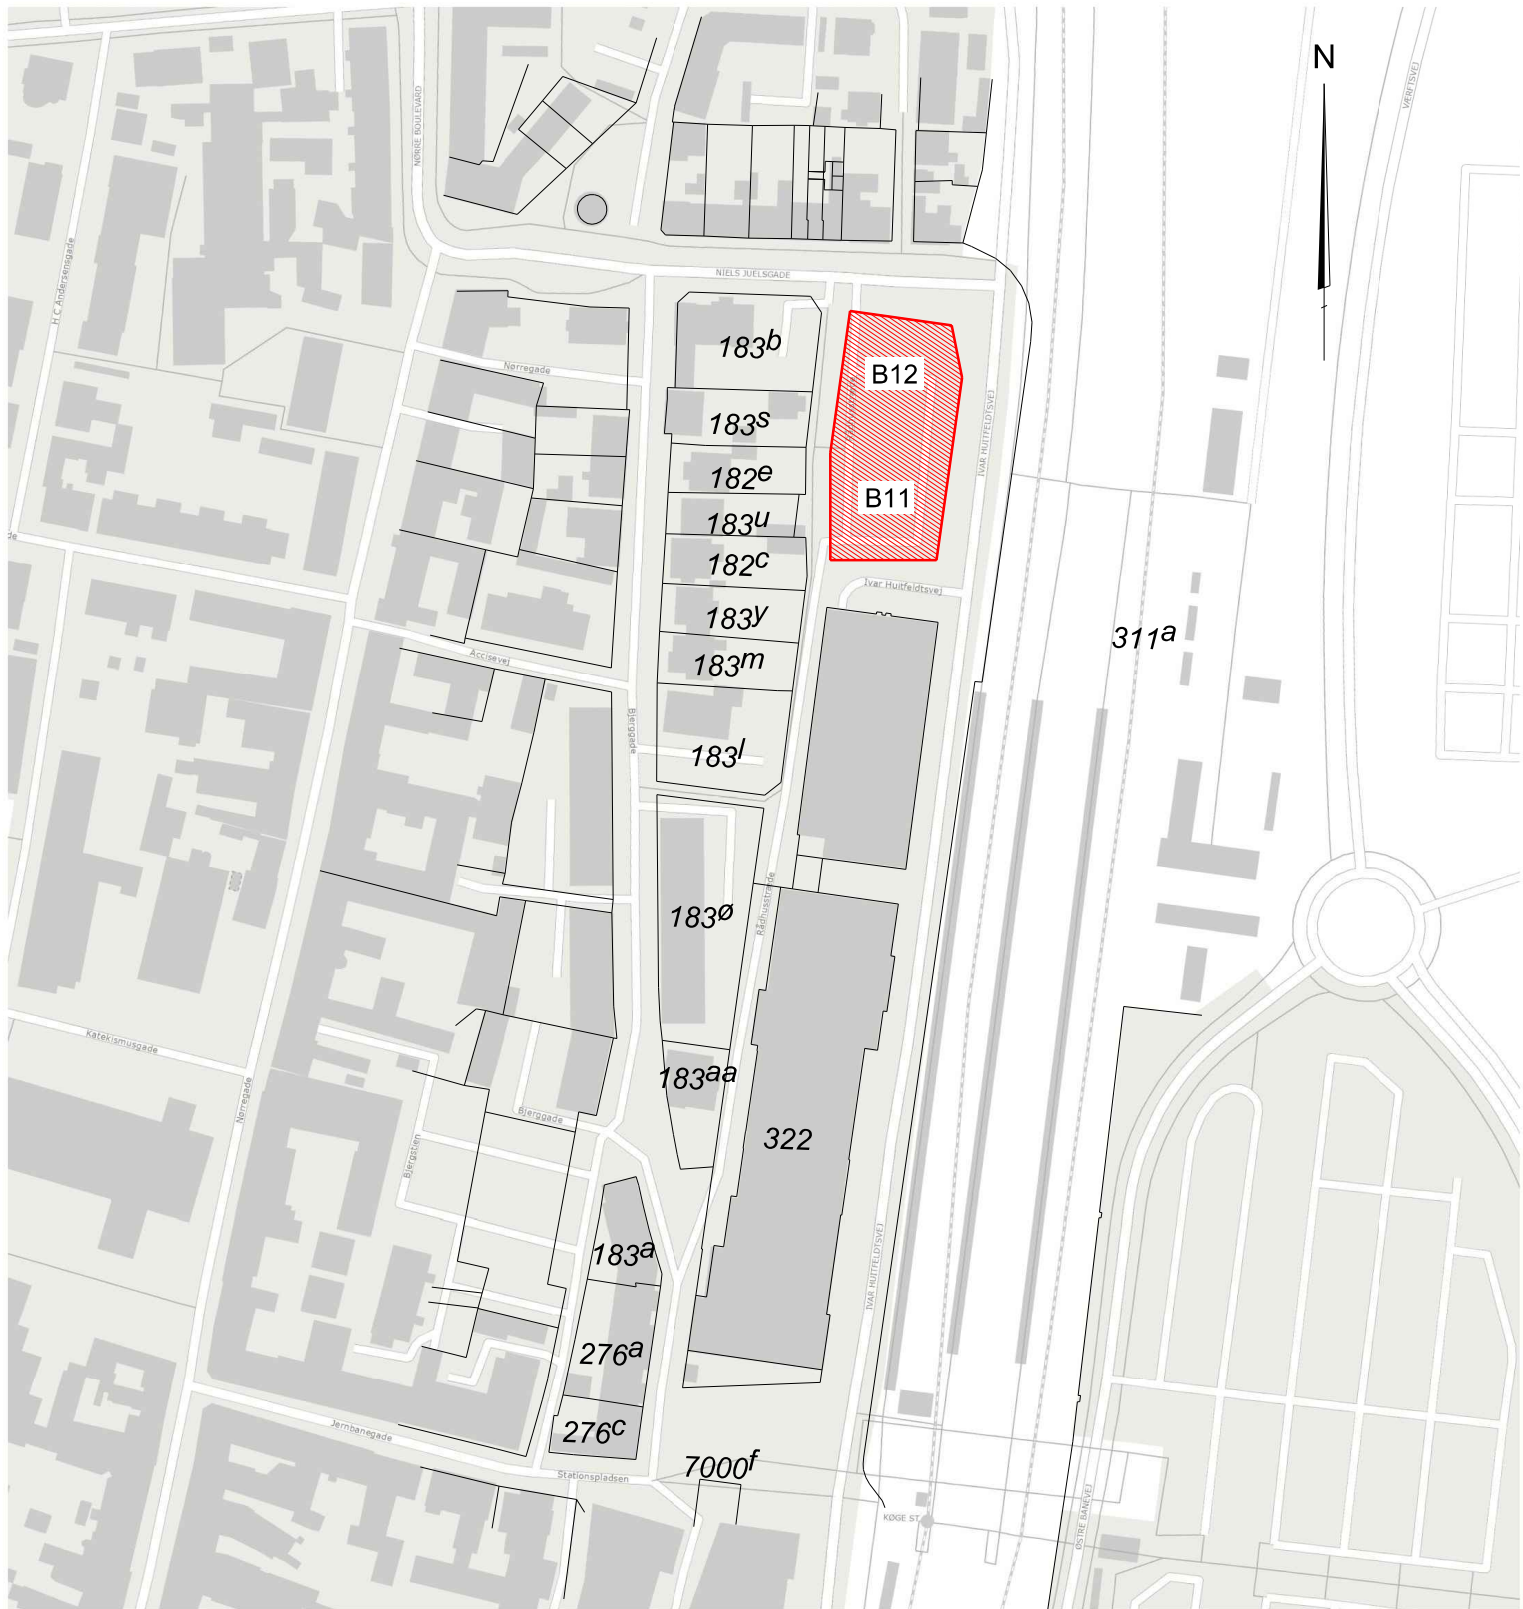 N
VÆRFTSVEJ
NØRRE BOULEVARD
H C Andersensgade
NIELS JUELSGADE
183b
Nørregade
B12
183s
IVAR HUITFELDTSVEJ
182e
B11
183u
182c
Ivar Huitfeldtsvej
183y
311a
183m
Accisevej
Bjerggade
183l
183ø
Rådhusstræde
Katekismusgade
183aa
Nørregade
Bjerggade
322
Bjergstien
183a
IVAR HUITFELDTSVEJ
276a
276c
Jernbanegade
7000f
Stationspladsen
KØGE ST.
ØSTRE BANEVEJ